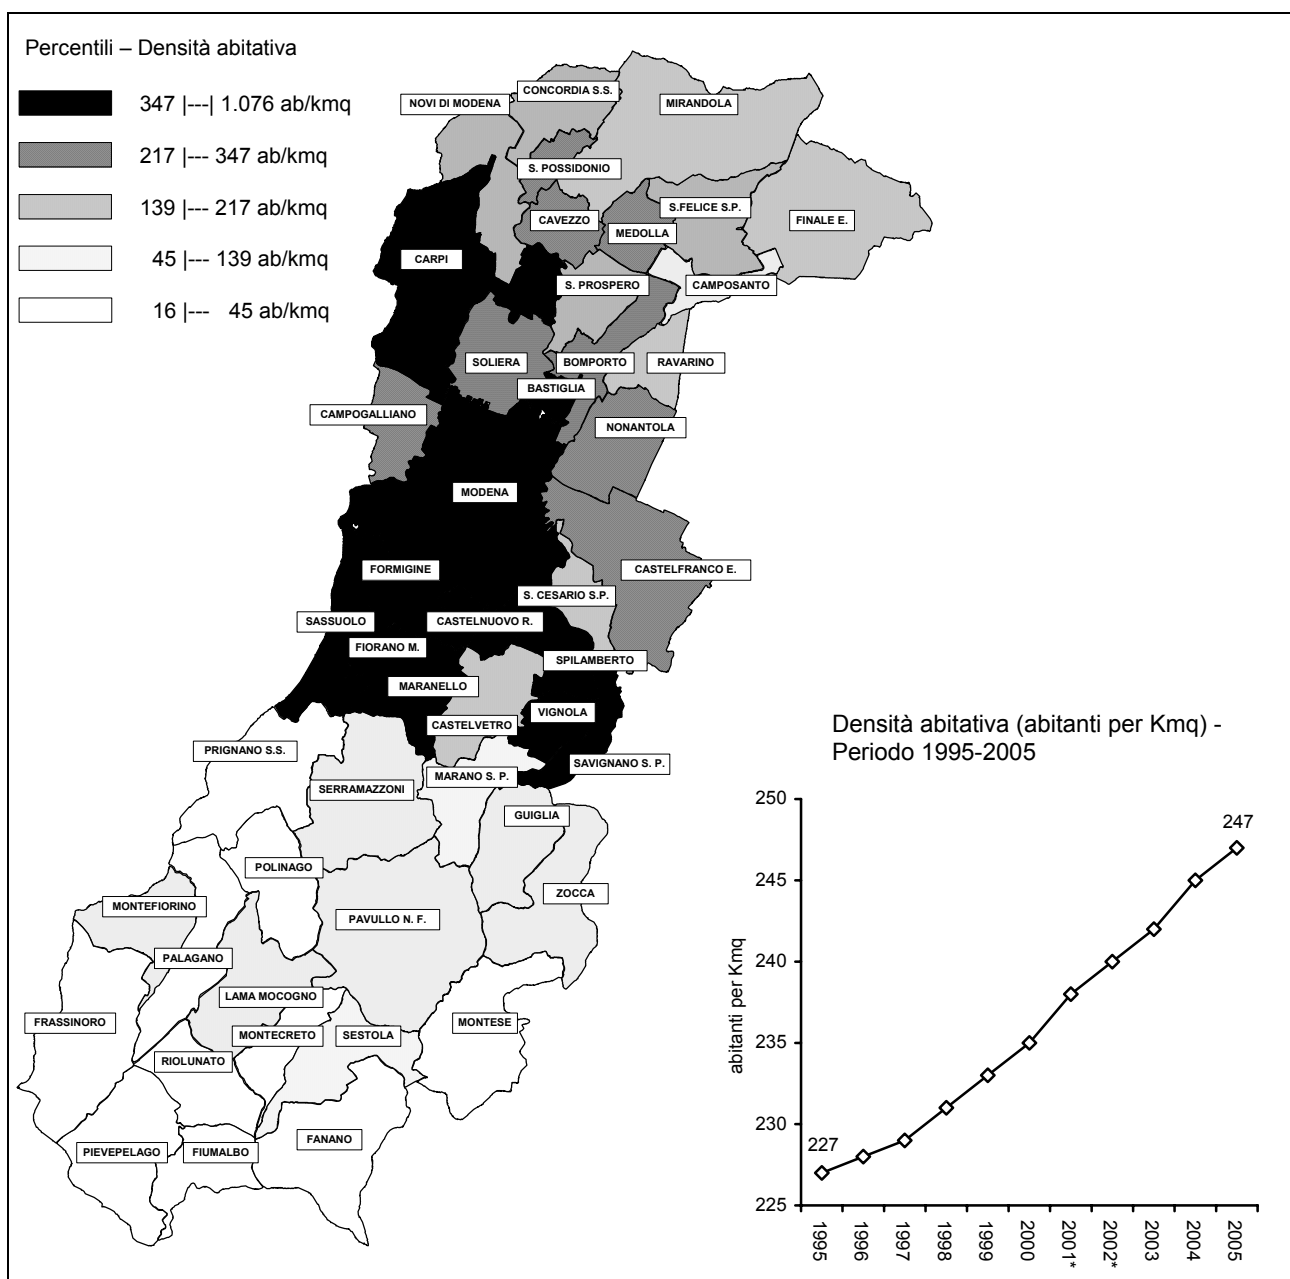 Percentili – Densità abitativa
347 |---| 1.076 ab/kmq
217 |--- 347 ab/kmq
139 |--- 217 ab/kmq
45 |--- 139 ab/kmq
16 |--- 45 ab/kmq
CONCORDIA S.S.
NOVI DI MODENA
MIRANDOLA
S. POSSIDONIO
S.FELICE S.P.
CAVEZZO
FINALE E.
MEDOLLA
CARPI
S. PROSPERO
CAMPOSANTO
SOLIERA
BOMPORTO
RAVARINO
BASTIGLIA
CAMPOGALLIANO
NONANTOLA
MODENA
FORMIGINE
CASTELFRANCO E.
S. CESARIO S.P.
SASSUOLO
CASTELNUOVO R.
FIORANO M.
SPILAMBERTO
MARANELLO
VIGNOLA
CASTELVETRO
PRIGNANO S.S.
SAVIGNANO S. P.
MARANO S. P.
SERRAMAZZONI
GUIGLIA
POLINAGO
ZOCCA
MONTEFIORINO
PAVULLO N. F.
PALAGANO
LAMA MOCOGNO
FRASSINORO
MONTESE
MONTECRETO
SESTOLA
RIOLUNATO
FANANO
PIEVEPELAGO
FIUMALBO
Densità abitativa (abitanti per Kmq) -
Periodo 1995-2005
abitanti per Kmq
250
245
240
235
230
225
227
247
1995
1996
1997
1998
1999
2000
2001*
2002*
2003
2004
2005